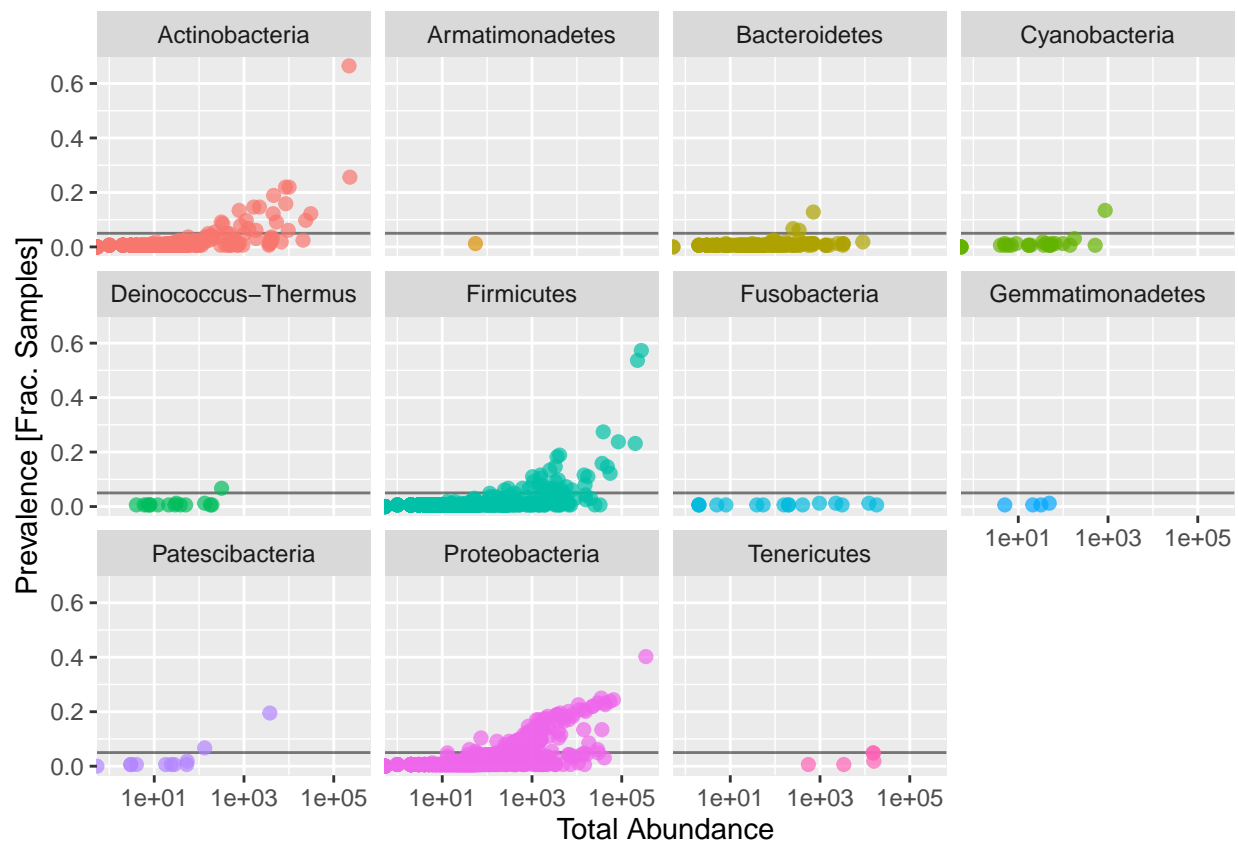 Actinobacteria
Armatimonadetes
Bacteroidetes
Cyanobacteria
0.6
0.4
0.2
0.0
Deinococcus−Thermus
Firmicutes
Fusobacteria
Gemmatimonadetes
0.6
0.4
0.2
0.0
1e+01 1e+03 1e+05
Patescibacteria
Proteobacteria
Tenericutes
0.6
0.4
0.2
0.0
1e+01 1e+03 1e+05
1e+01 1e+03 1e+05
1e+01 1e+03 1e+05
Total Abundance
Prevalence [Frac. Samples]